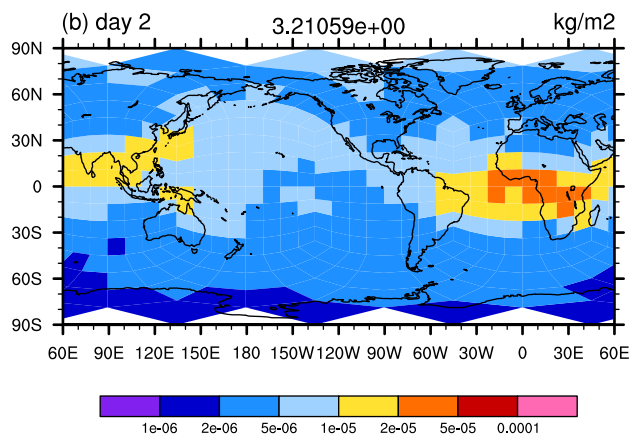 (b) day 2 3.21059e+00 kg/m2
90N
60N
30N
0
30S
60S
90S
60E 90E 120E 150E 180 150W 120W 90W 60W 30W 0 30E 60E
1e-06 2e-06 5e-06 1e-05 2e-05 5e-05 0.0001